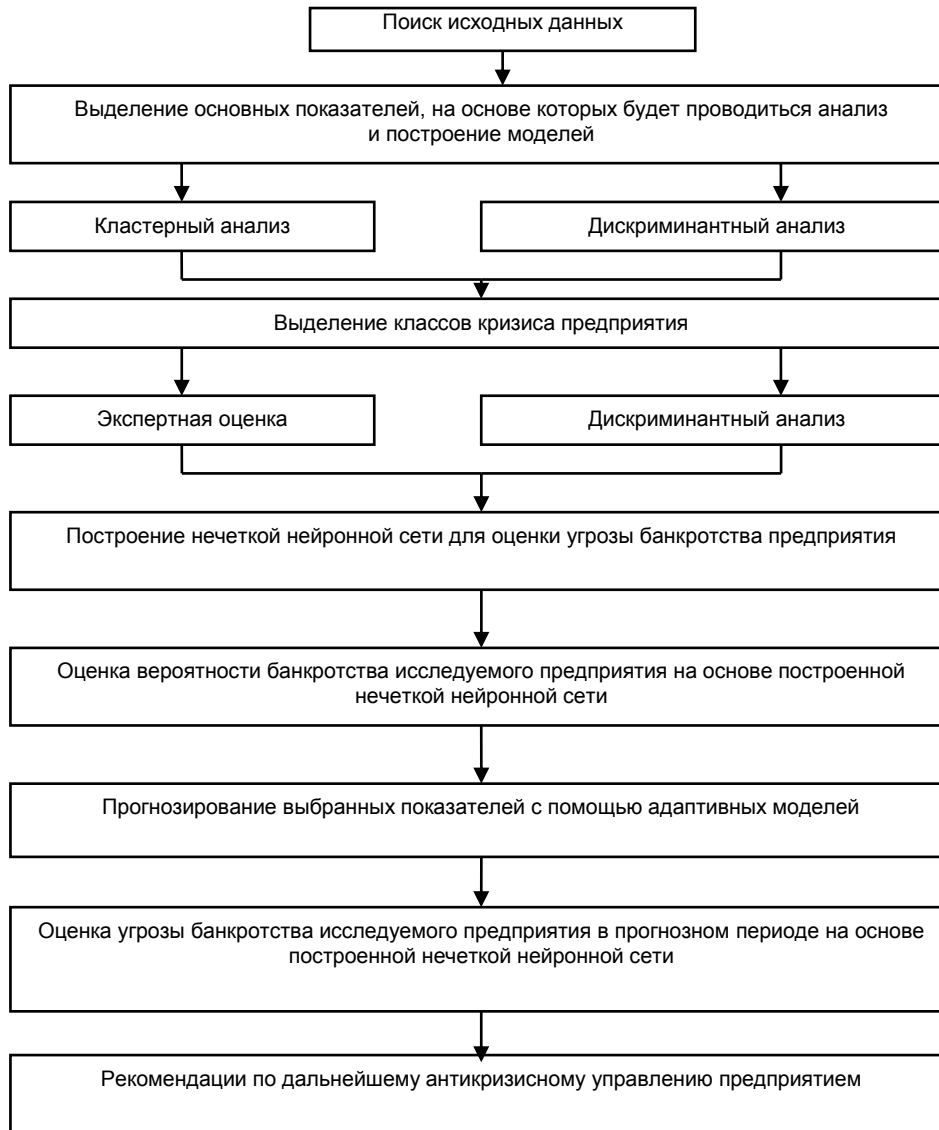 Поиск исходных данных
Выделение основных показателей, на основе которых будет проводиться анализ
и построение моделей
Кластерный анализ
Дискриминантный анализ
Выделение классов кризиса предприятия
Экспертная оценка
Дискриминантный анализ
Построение нечеткой нейронной сети для оценки угрозы банкротства предприятия
Оценка вероятности банкротства исследуемого предприятия на основе построенной
нечеткой нейронной сети
Прогнозирование выбранных показателей с помощью адаптивных моделей
Оценка угрозы банкротства исследуемого предприятия в прогнозном периоде на основе
построенной нечеткой нейронной сети
Рекомендации по дальнейшему антикризисному управлению предприятием